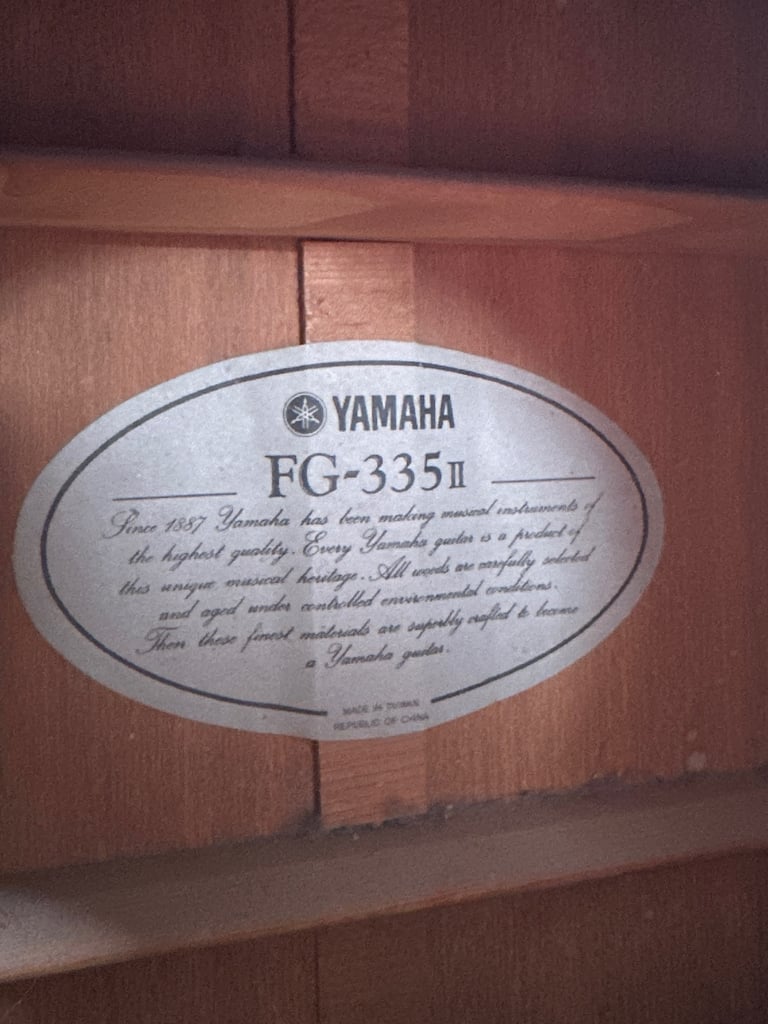 YAMAHA
FG-335II
Since 1887 Yamaha has been making musical instruments of
the highest quality. Every Yamaha guitar is a product of
this unique musical heritage. All woods are carefully selected
and aged under controlled environmental conditions.
Then these finest materials are superbly crafted to become
a Yamaha guitar.
MADE IN TAIWAN
REPUBLIC OF CHINA